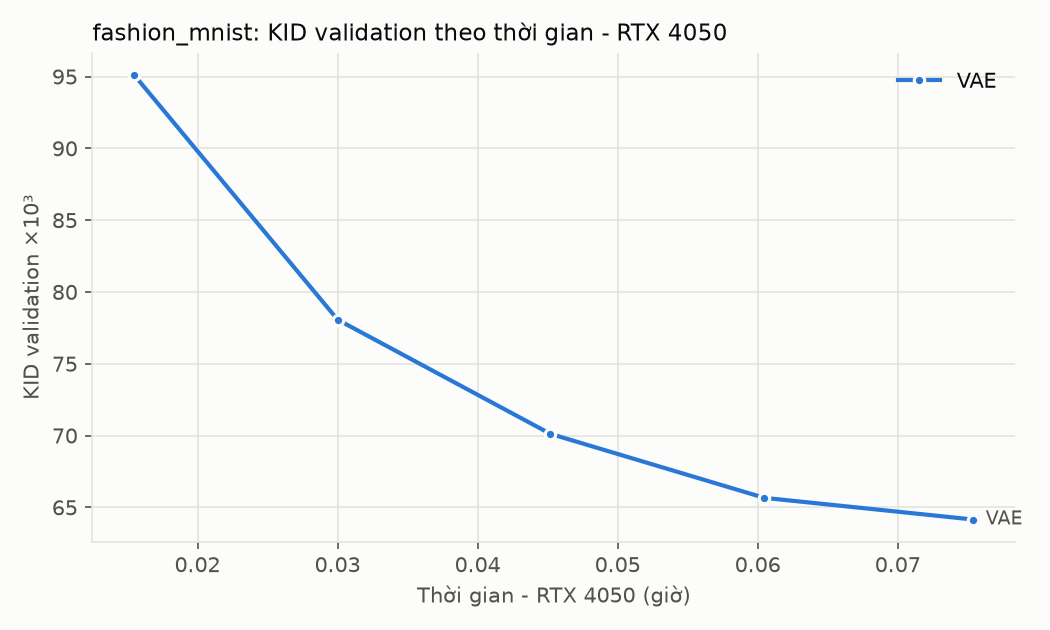 fashion_mnist: KID validation theo thời gian - RTX 4050
VAE
95
90
85
80
75
70
65
KID validation ×10³
VAE
0.02 0.03 0.04 0.05 0.06 0.07
Thời gian - RTX 4050 (giờ)